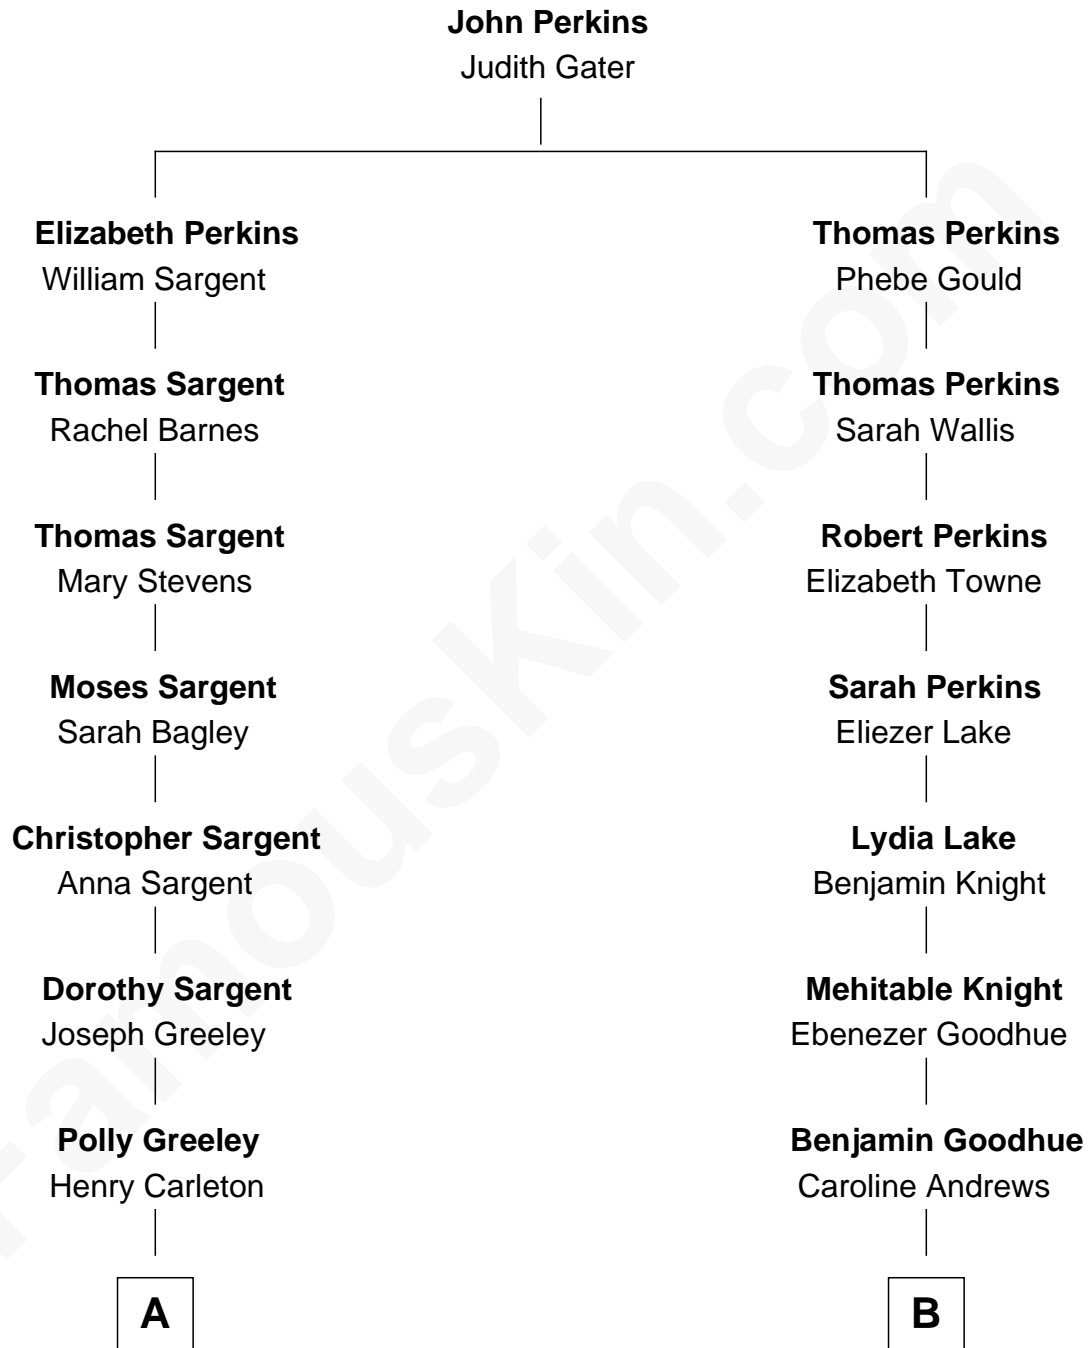 John Perkins
Judith Gater
Elizabeth Perkins
William Sargent
Thomas Perkins
Phebe Gould
Thomas Sargent
Rachel Barnes
Thomas Perkins
Sarah Wallis
Thomas Sargent
Mary Stevens
Robert Perkins
Elizabeth Towne
Moses Sargent
Sarah Bagley
Sarah Perkins
Eliezer Lake
Christopher Sargent
Anna Sargent
Lydia Lake
Benjamin Knight
Dorothy Sargent
Joseph Greeley
Mehitable Knight
Ebenezer Goodhue
Polly Greeley
Henry Carleton
Benjamin Goodhue
Caroline Andrews
A
B
FamousKin.com